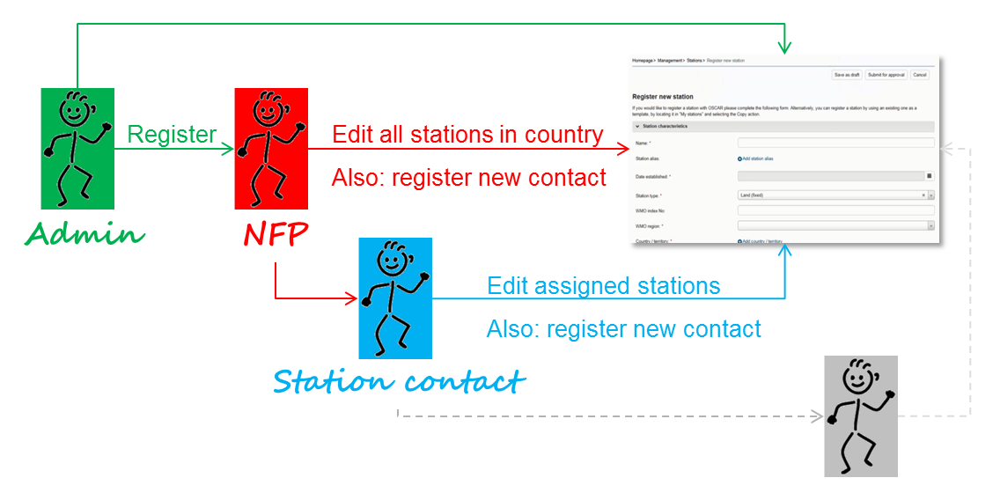 Homepage> Management> Stations> Register new station
Save as draft Submit for approval Cancel
Register new station
If you would like to register a station with OSCAR please complete the following form. Alternatively, you can register a station by using an existing one as a
template, by locating it in "My stations" and selecting the Copy action.
Station characteristics
Name: *
Station alias: Add station alias
Date established: *
Station type: * Land (fixed)
WMO index No:
WMO region: *
Country / territory: * Add country / territory
Register
Edit all stations in country
Also: register new contact
Admin
NFP
Edit assigned stations
Also: register new contact
Station contact